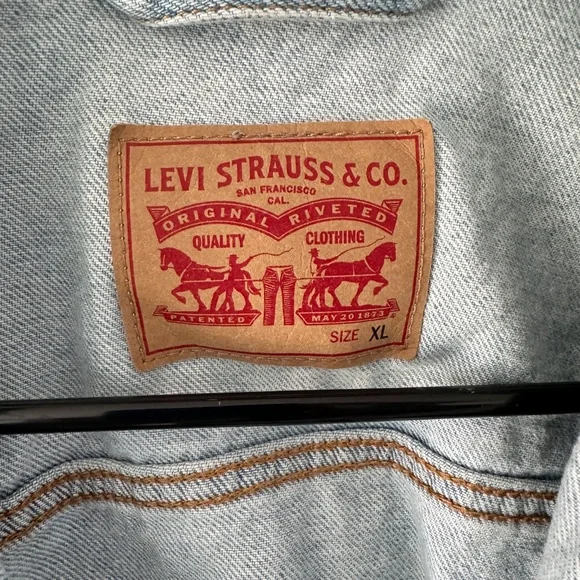 LEVI STRAUSS & CO.
SAN FRANCISCO
CAL.
ORIGINAL RIVETED
QUALITY CLOTHING
PATENTED MAY 20 1873
SIZE XL